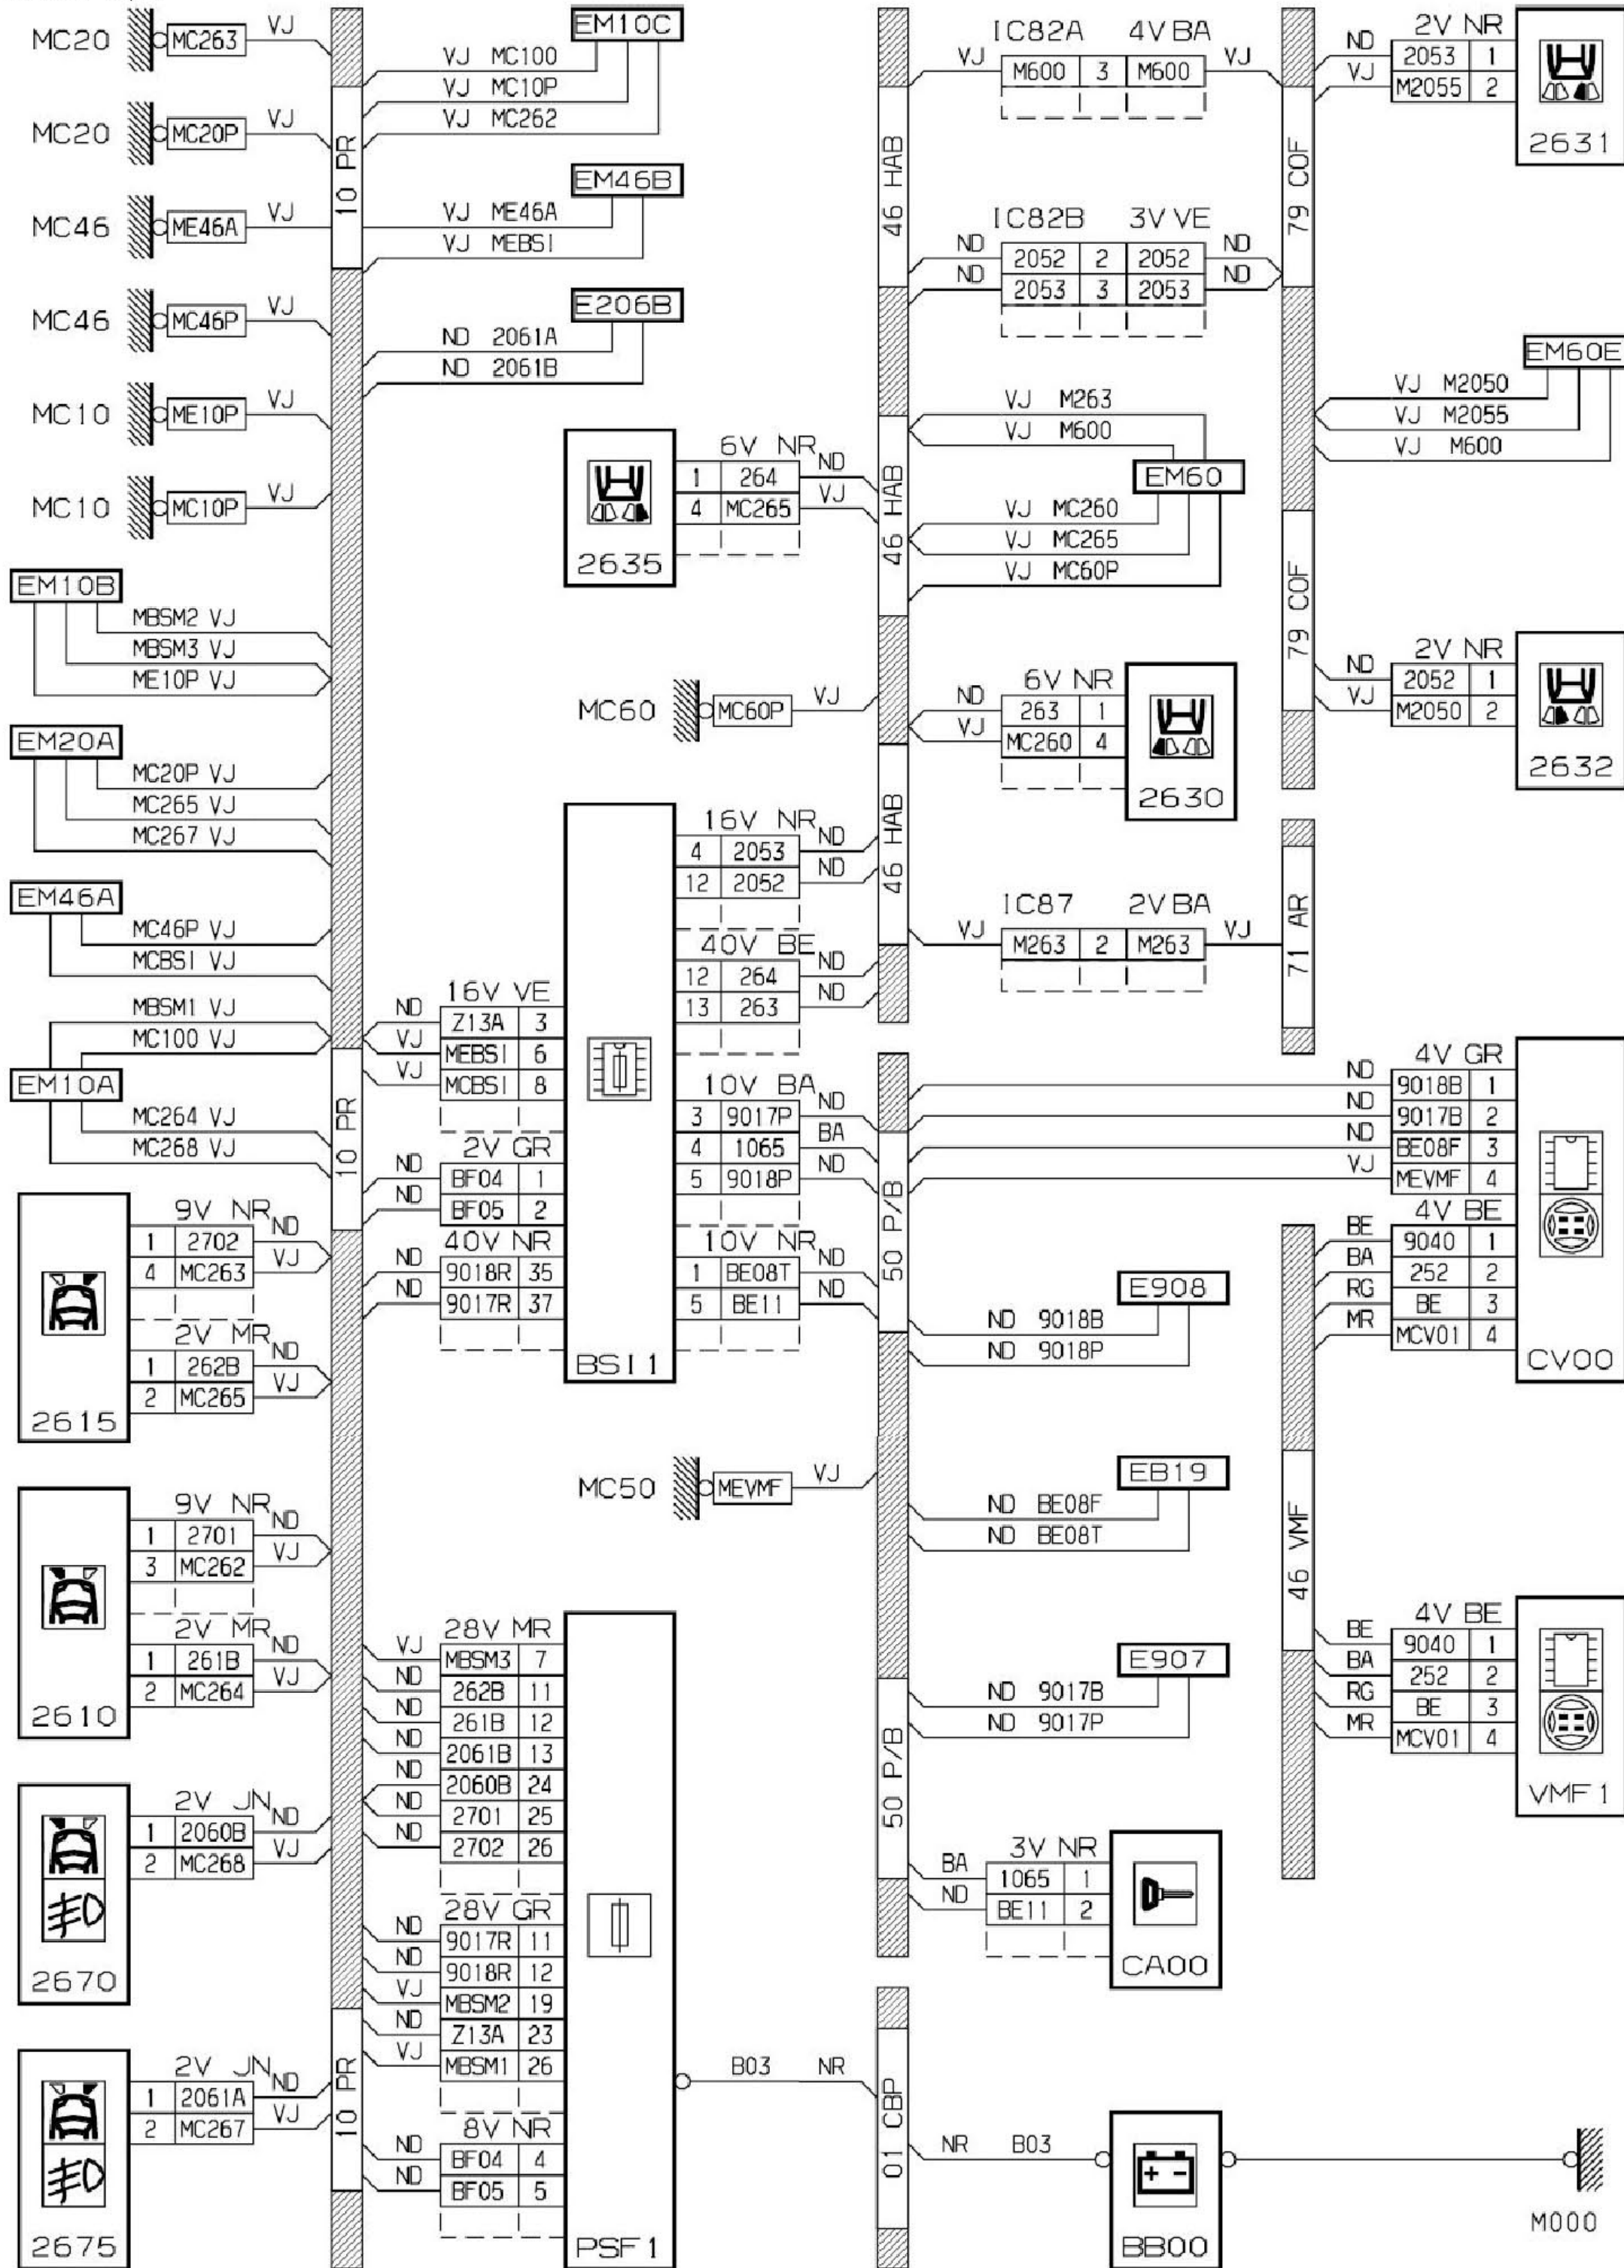 MC20 MC263 VJ
MC20 MC20P VJ
MC46 ME46A VJ
MC46 MC46P VJ
MC10 ME10P VJ
MC10 MC10P VJ
EM10B
MBSM2 VJ
MBSM3 VJ
ME10P VJ
EM20A
MC20P VJ
MC265 VJ
MC267 VJ
EM46A
MC46P VJ
MCBSI VJ
MBSM1 VJ
MC100 VJ
EM10A
MC264 VJ
MC268 VJ
9V NR
1 2702 ND
4 MC263 VJ
2V MR
1 262B ND
2 MC265 VJ
2615
9V NR
1 2701 ND
3 MC262 VJ
2V MR
1 261B ND
2 MC264 VJ
2610
2V JN
1 2060B ND
2 MC268 VJ
2670
2V JN
1 2061A ND
2 MC267 VJ
2675
10 PR
10 PR
10 PR
EM10C
VJ MC100
VJ MC10P
VJ MC262
EM46B
VJ ME46A
VJ MEBSI
E206B
ND 2061A
ND 2061B
6V NR
1 264 ND
4 MC265 VJ
2635
MC60 MC60P VJ
16V NR
4 2053 ND
12 2052 ND
40V BE
12 264 ND
13 263 ND
16V VE
ND Z13A 3
VJ MEBSI 6
VJ MCBSI 8
10V BA
3 9017P ND
4 1065 BA
5 9018P ND
2V GR
ND BF04 1
ND BF05 2
40V NR
ND 9018R 35
ND 9017R 37
10V NR
1 BE08T ND
5 BE11 ND
BSI1
MC50 MEVMF VJ
28V MR
VJ MBSM3 7
ND 262B 11
ND 261B 12
ND 2061B 13
ND 2060B 24
ND 2701 25
ND 2702 26
28V GR
ND 9017R 11
ND 9018R 12
VJ MBSM2 19
ND Z13A 23
VJ MBSM1 26
8V NR
ND BF04 4
ND BF05 5
PSF1
B03 NR
46 HAB
46 HAB
46 HAB
50 P/B
50 P/B
01 CBP
IC82A 4V BA
VJ M600 3 M600 VJ
IC82B 3V VE
ND 2052 2 2052 ND
ND 2053 3 2053 ND
VJ M263
VJ M600
EM60
VJ MC260
VJ MC265
VJ MC60P
6V NR
ND 263 1
VJ MC260 4
2630
IC87 2V BA
VJ M263 2 M263 VJ
E908
ND 9018B
ND 9018P
EB19
ND BE08F
ND BE08T
E907
ND 9017B
ND 9017P
3V NR
BA 1065 1
ND BE11 2
CA00
NR B03
+ -
BB00
M000
79 COF
79 COF
71 AR
46 VMF
2V NR
ND 2053 1
VJ M2055 2
2631
EM60E
VJ M2050
VJ M2055
VJ M600
2V NR
ND 2052 1
VJ M2050 2
2632
4V GR
ND 9018B 1
ND 9017B 2
ND BE08F 3
VJ MEVMF 4
4V BE
BE 9040 1
BA 252 2
RG BE 3
MR MCV01 4
CV00
4V BE
BE 9040 1
BA 252 2
RG BE 3
MR MCV01 4
VMF1